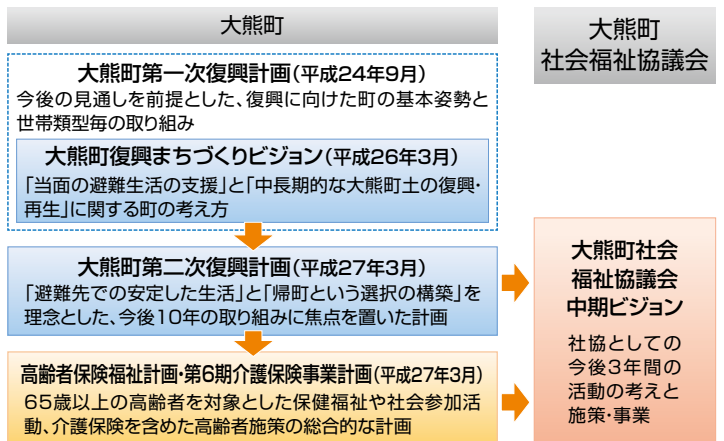 大熊町
大熊町
社会福祉協議会
大熊町第一次復興計画(平成24年9月)
今後の見通しを前提とした、復興に向けた町の基本姿勢と
世帯類型毎の取り組み
大熊町復興まちづくりビジョン(平成26年3月)
「当面の避難生活の支援」と「中長期的な大熊町土の復興・
再生」に関する町の考え方
大熊町第二次復興計画(平成27年3月)
「避難先での安定した生活」と「帰町という選択の構築」を
理念とした、今後10年の取り組みに焦点を置いた計画
高齢者保険福祉計画・第6期介護保険事業計画(平成27年3月)
65歳以上の高齢者を対象とした保健福祉や社会参加活
動、介護保険を含めた高齢者施策の総合的な計画
大熊町社会
福祉協議会
中期ビジョン
社協としての
今後3年間の
活動の考えと
施策・事業